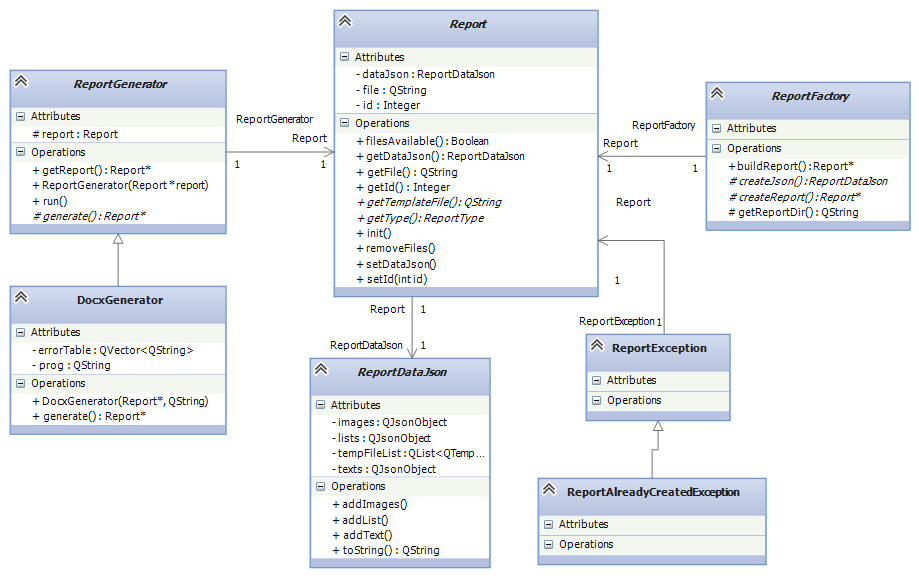 Report
Attributes
- dataJson : ReportDataJson
- file : QString
- id : Integer
Operations
+ filesAvailable() : Boolean
+ getDataJson() : ReportDataJson
+ getFile() : QString
+ getId() : Integer
+ getTemplateFile() : QString
+ getType() : ReportType
+ init()
+ removeFiles()
+ setDataJson()
+ setId(int id)
ReportGenerator
Attributes
# report : Report
Operations
+ getReport() : Report*
+ ReportGenerator(Report *report)
+ run()
# generate() : Report*
ReportGenerator
Report
1
1
ReportFactory
Attributes
Operations
+ buildReport() : Report*
# createJson() : ReportDataJson
# createReport() : Report*
# getReportDir() : QString
ReportFactory
Report
1
1
Report
1
ReportException 1
DocxGenerator
Attributes
- errorTable : QVector<QString>
- prog : QString
Operations
+ DocxGenerator(Report*, QString)
+ generate() : Report*
Report 1
ReportDataJson 1
ReportDataJson
Attributes
- images : QJsonObject
- lists : QJsonObject
- tempFileList : QList<QTemp...
- texts : QJsonObject
Operations
+ addImages()
+ addList()
+ addText()
+ toString() : QString
ReportException
Attributes
Operations
ReportAlreadyCreatedException
Attributes
Operations